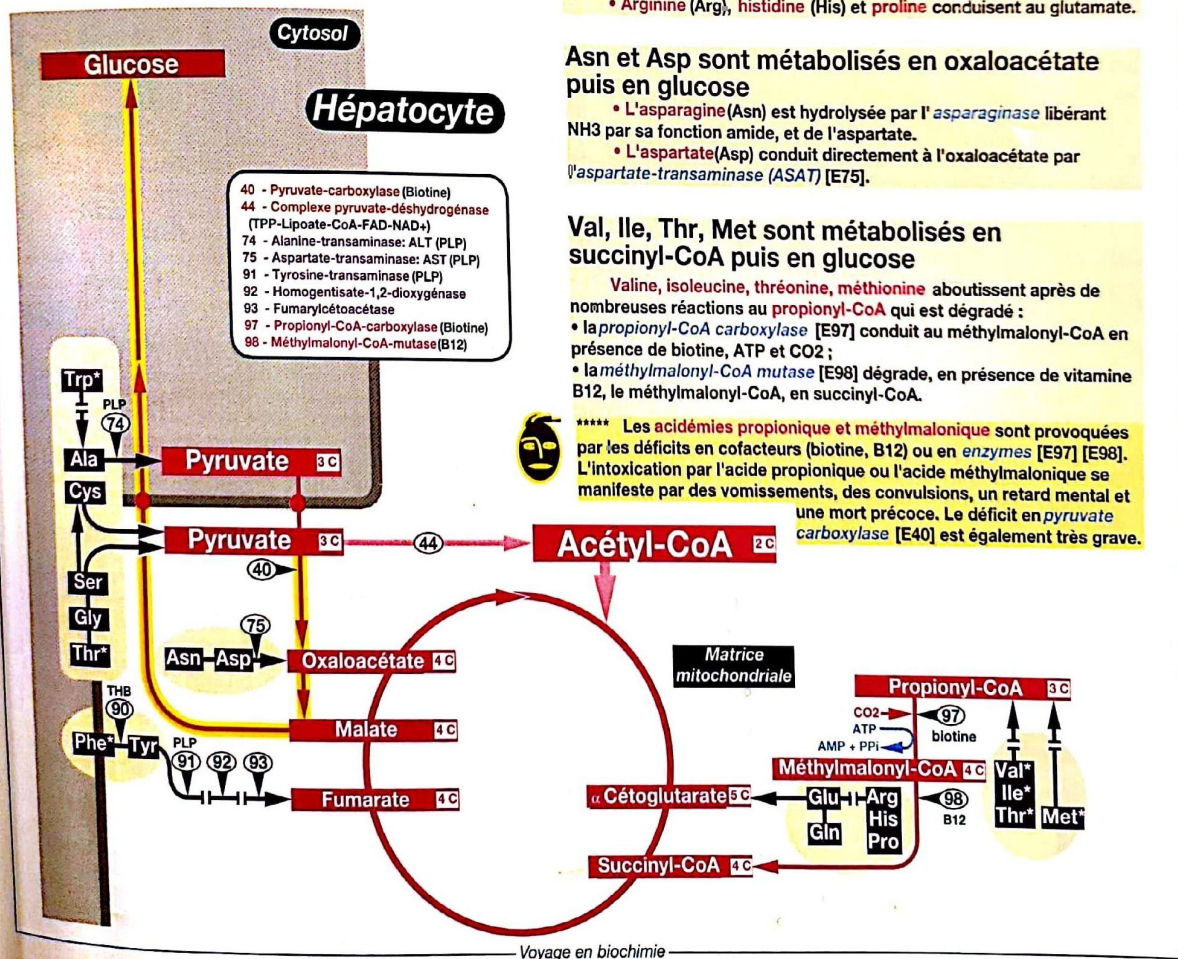 • Arginine (Arg), histidine (His) et proline conduisent au glutamate.
Asn et Asp sont métabolisés en oxaloacétate
puis en glucose
• L'asparagine(Asn) est hydrolysée par l'asparaginase libérant
NH3 par sa fonction amide, et de l'aspartate.
• L'aspartate(Asp) conduit directement à l'oxaloacétate par
l'aspartate-transaminase (ASAT) [E75].
Val, Ile, Thr, Met sont métabolisés en
succinyl-CoA puis en glucose
Valine, isoleucine, thréonine, méthionine aboutissent après de
nombreuses réactions au propionyl-CoA qui est dégradé :
• la propionyl-CoA carboxylase [E97] conduit au méthylmalonyl-CoA en
présence de biotine, ATP et CO2 ;
• la méthylmalonyl-CoA mutase [E98] dégrade, en présence de vitamine
B12, le méthylmalonyl-CoA, en succinyl-CoA.
***** Les acidémies propionique et méthylmalonique sont provoquées
par les déficits en cofacteurs (biotine, B12) ou en enzymes [E97] [E98].
L'intoxication par l'acide propionique ou l'acide méthylmalonique se
manifeste par des vomissements, des convulsions, un retard mental et
une mort précoce. Le déficit en pyruvate
carboxylase [E40] est également très grave.
Cytosol
Glucose
Hépatocyte
40 - Pyruvate-carboxylase (Biotine)
44 - Complexe pyruvate-déshydrogénase
(TPP-Lipoate-CoA-FAD-NAD+)
74 - Alanine-transaminase: ALT (PLP)
75 - Aspartate-transaminase: AST (PLP)
91 - Tyrosine-transaminase (PLP)
92 - Homogentisate-1,2-dioxygénase
93 - Fumarylcétoacétase
97 - Propionyl-CoA-carboxylase (Biotine)
98 - Méthylmalonyl-CoA-mutase(B12)
Trp*
PLP
74
Ala
Pyruvate 3 C
Cys
Pyruvate 3 C
44
Acétyl-CoA 2 C
40
Ser
Gly
Thr*
75
Asn Asp
Oxaloacétate 4 C
Matrice
mitochondriale
Malate 4 C
THB
90
Phe* Tyr
PLP
91 92 93
Fumarate 4 C
Propionyl-CoA 3 C
CO2
97
biotine
ATP
AMP + PPi
Méthylmalonyl-CoA 4 C
98
B12
Val*
Ile*
Thr*
Met*
α Cétoglutarate 5 C
Glu
Gln
Arg
His
Pro
Succinyl-CoA 4 C
Voyage en biochimie